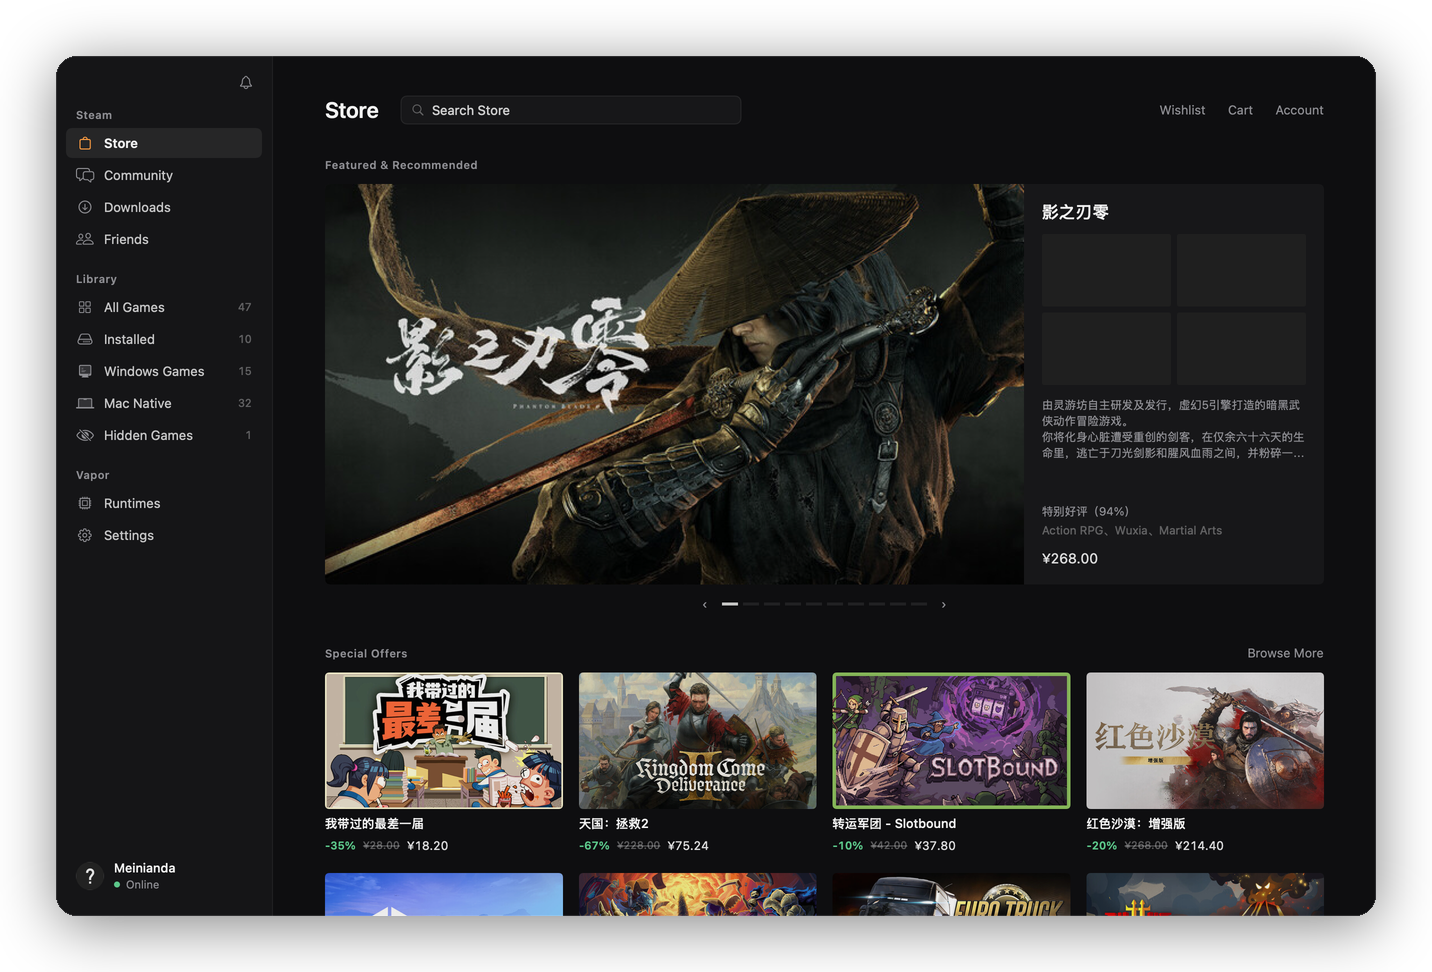 Steam
Store
Community
Downloads
Friends
Library
All Games 47
Installed 10
Windows Games 15
Mac Native 32
Hidden Games 1
Vapor
Runtimes
Settings
? Meinianda
Online
Store
Search Store
Wishlist Cart Account
Featured & Recommended
影之刃零
PHANTOM BLADE
影之刃零
由灵游坊自主研发及发行，虚幻5引擎打造的暗黑武
侠动作冒险游戏。
你将化身心脏遭受重创的剑客，在仅余六十六天的生
命里，逃亡于刀光剑影和腥风血雨之间，并粉碎一...
特别好评（94%）
Action RPG、Wuxia、Martial Arts
¥268.00
‹ ›
Special Offers
Browse More
我带过的
最差一届
我带过的最差一届
-35% ¥28.00 ¥18.20
Kingdom Come
Deliverance
II
天国：拯救2
-67% ¥228.00 ¥75.24
SLOTBOUND
转运军团 - Slotbound
-10% ¥42.00 ¥37.80
红色沙漠
增强版
红色沙漠：增强版
-20% ¥268.00 ¥214.40
EURO TRUCK